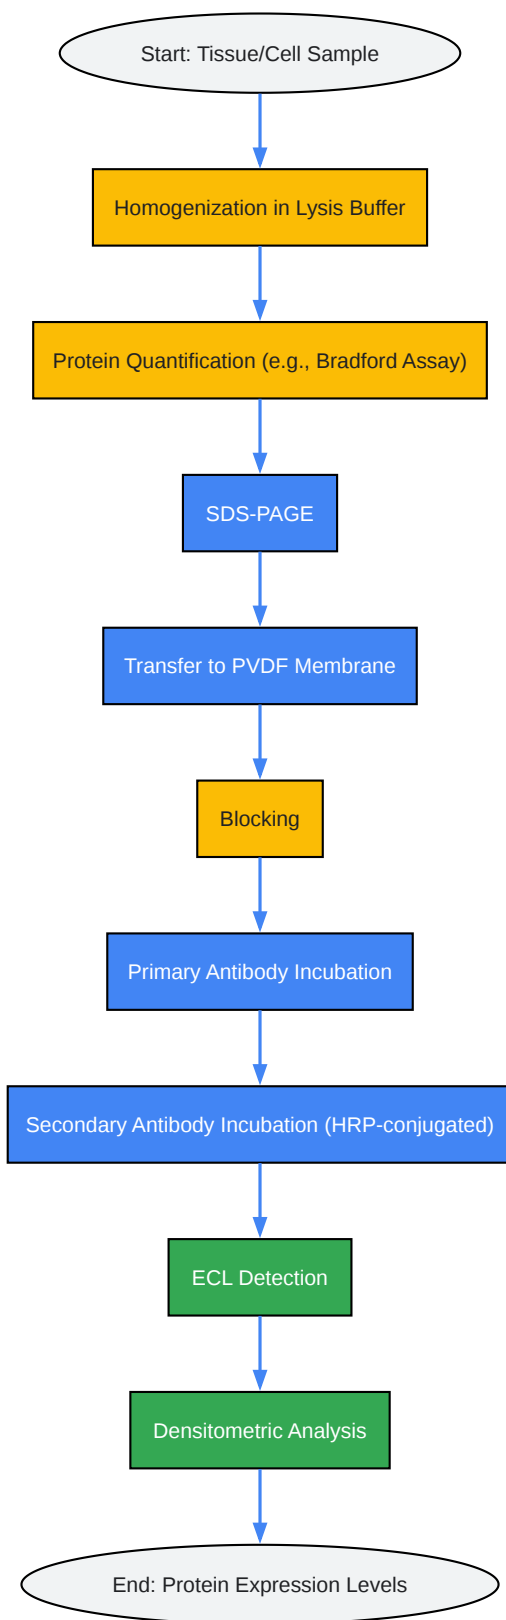 Start: Tissue/Cell Sample
Homogenization in Lysis Buffer
Protein Quantification (e.g., Bradford Assay)
SDS-PAGE
Transfer to PVDF Membrane
Blocking
Primary Antibody Incubation
Secondary Antibody Incubation (HRP-conjugated)
ECL Detection
Densitometric Analysis
End: Protein Expression Levels